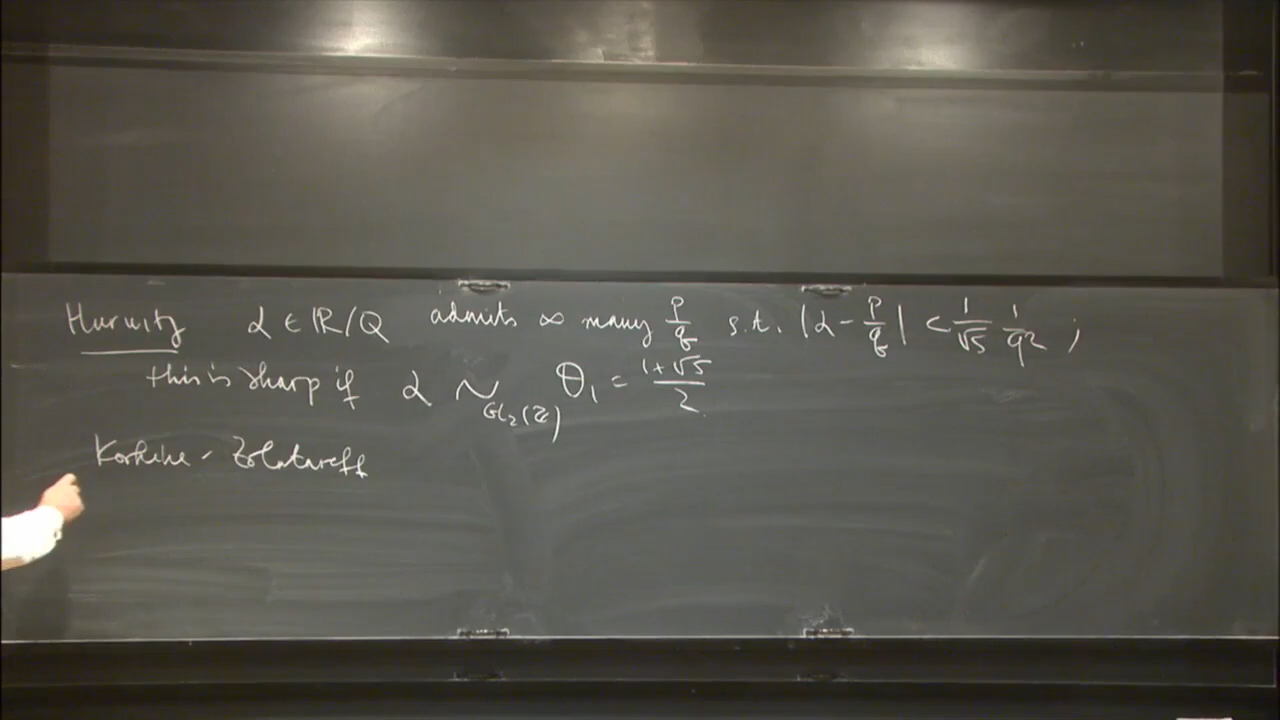 Hurwitz α ∈ ℝ/Q admits ∞ many p/q s.t. |α - p/q| < 1/√5 1/q² ;
this is sharp if α ~_{GL₂(ℤ)} θ₁ = (1+√5)/2
Korkine - Zolotareff